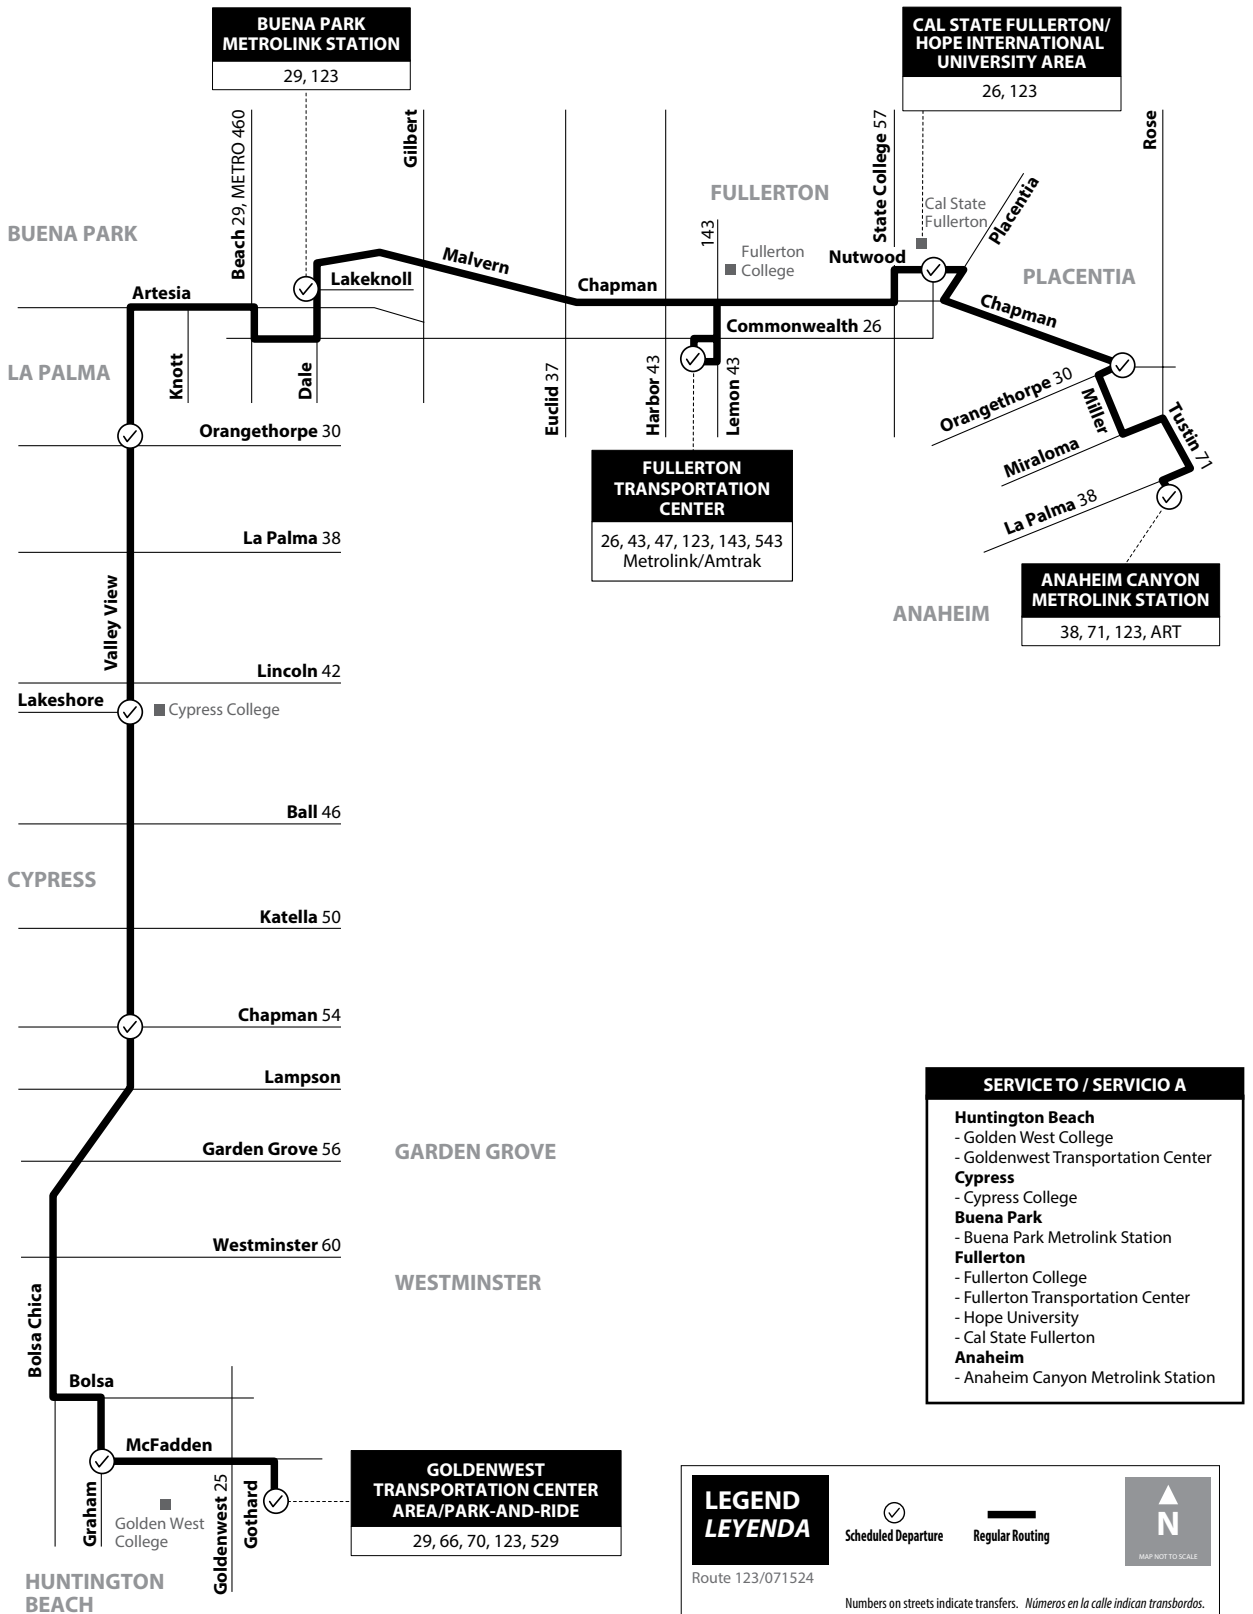 BUENA PARK
METROLINK STATION
29, 123
CAL STATE FULLERTON/
HOPE INTERNATIONAL
UNIVERSITY AREA
26, 123
Beach 29, METRO 460
Gilbert
State College 57
Rose
FULLERTON
143
Fullerton
College
Cal State
Fullerton
Placentia
BUENA PARK
Malvern
Nutwood
PLACENTIA
Lakeknoll
Artesia
Chapman
Chapman
Commonwealth 26
LA PALMA
Knott
Dale
Euclid 37
Harbor 43
Lemon 43
Orangethorpe 30
Miller
Tustin 71
Miraloma
La Palma 38
Orangethorpe 30
FULLERTON
TRANSPORTATION
CENTER
26, 43, 47, 123, 143, 543
Metrolink/Amtrak
La Palma 38
ANAHEIM CANYON
METROLINK STATION
38, 71, 123, ART
ANAHEIM
Valley View
Lincoln 42
Lakeshore
Cypress College
Ball 46
CYPRESS
Katella 50
Chapman 54
Lampson
Garden Grove 56
GARDEN GROVE
Westminster 60
WESTMINSTER
Bolsa Chica
Bolsa
McFadden
Graham
Golden West
College
Goldenwest 25
Gothard
HUNTINGTON
BEACH
GOLDENWEST
TRANSPORTATION CENTER
AREA/PARK-AND-RIDE
29, 66, 70, 123, 529
SERVICE TO / SERVICIO A
Huntington Beach
- Golden West College
- Goldenwest Transportation Center
Cypress
- Cypress College
Buena Park
- Buena Park Metrolink Station
Fullerton
- Fullerton College
- Fullerton Transportation Center
- Hope University
- Cal State Fullerton
Anaheim
- Anaheim Canyon Metrolink Station
LEGEND
LEYENDA
Scheduled Departure
Regular Routing
N
MAP NOT TO SCALE
Route 123/071524
Numbers on streets indicate transfers. Números en la calle indican transbordos.